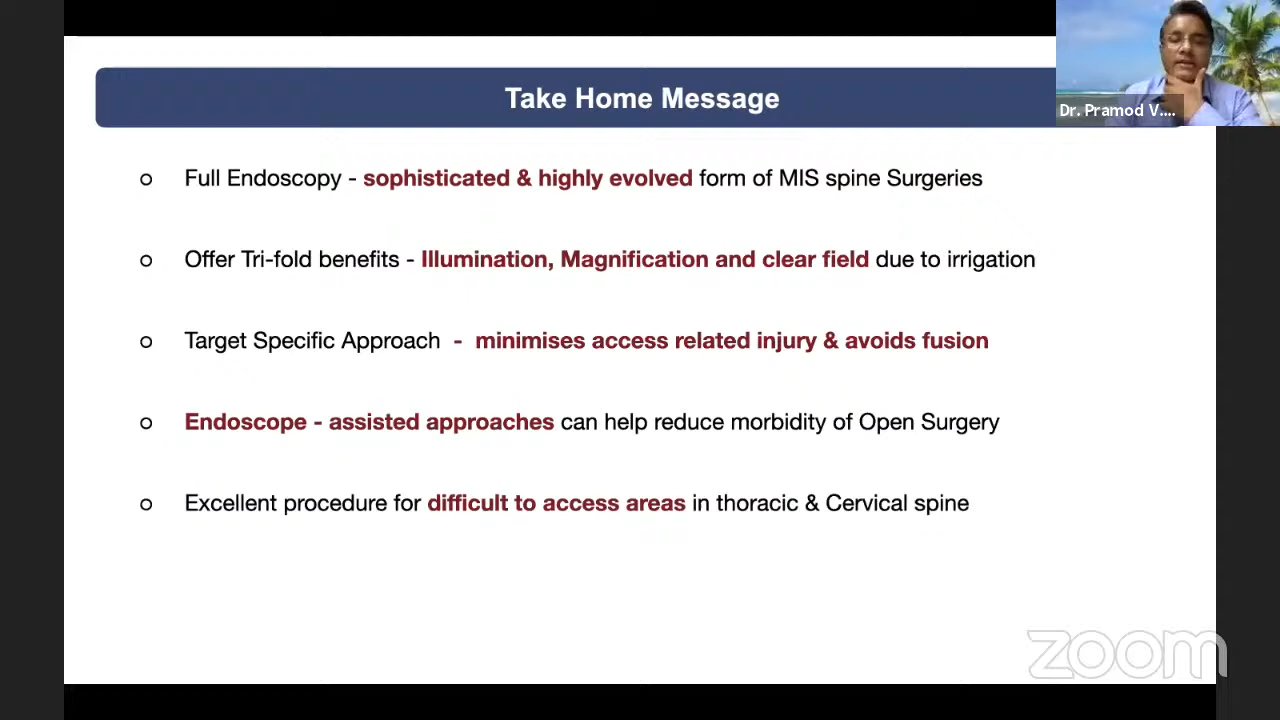 Take Home Message
Dr. Pramod V....
Full Endoscopy - sophisticated & highly evolved form of MIS spine Surgeries
Offer Tri-fold benefits - Illumination, Magnification and clear field due to irrigation
Target Specific Approach - minimises access related injury & avoids fusion
Endoscope - assisted approaches can help reduce morbidity of Open Surgery
Excellent procedure for difficult to access areas in thoracic & Cervical spine
zoom